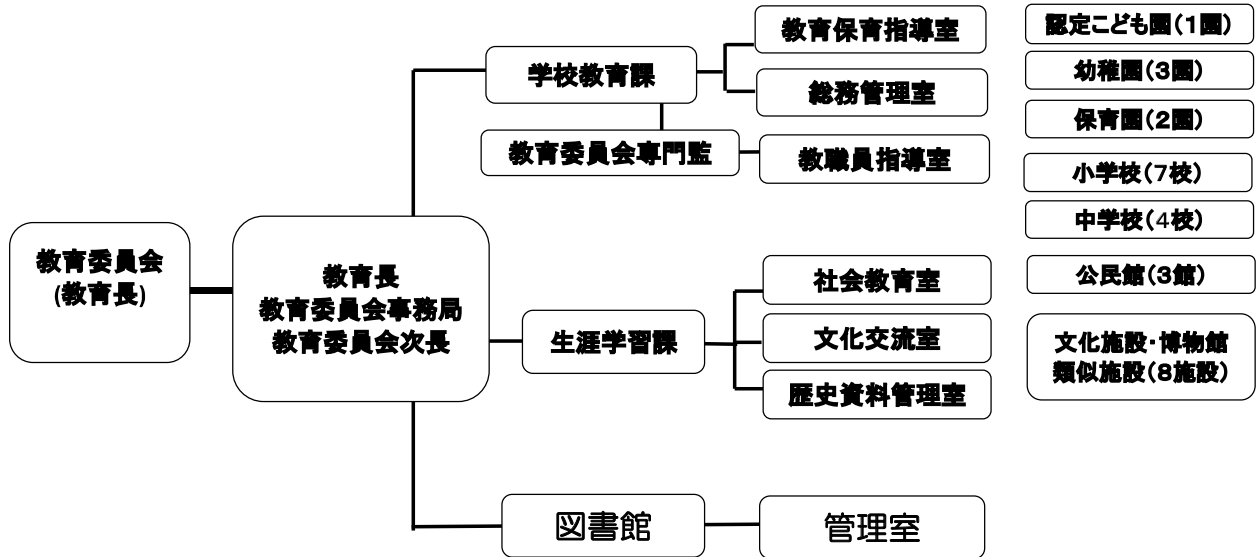 教育委員会
(教育長)
教育長
教育委員会事務局
教育委員会次長
学校教育課
教育委員会専門監
教育保育指導室
総務管理室
教職員指導室
生涯学習課
社会教育室
文化交流室
歴史資料管理室
図書館
管理室
認定こども園(1園)
幼稚園(3園)
保育園(2園)
小学校(7校)
中学校(4校)
公民館(3館)
文化施設・博物館
類似施設(8施設)